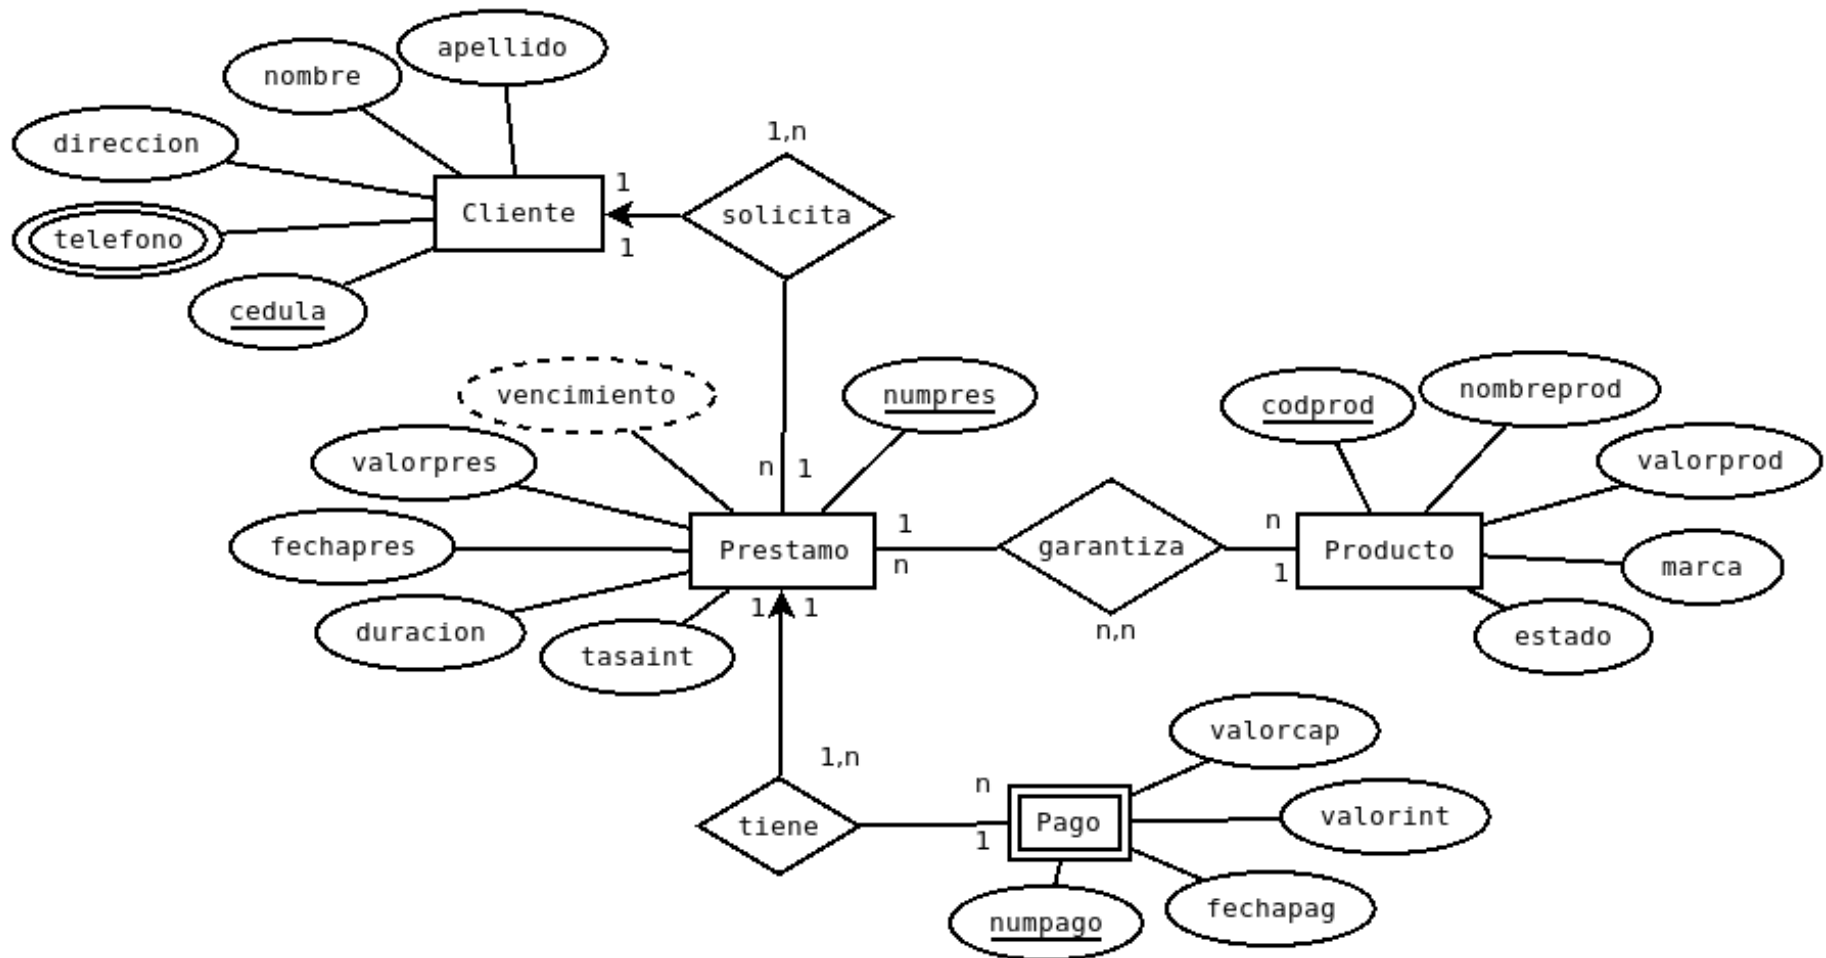 apellido
nombre
direccion
telefono
cedula
Cliente
1
1
1,n
solicita
vencimiento
numpres
valorpres
fechapres
duracion
tasaint
n 1
Prestamo
1
n
1 1
garantiza
n,n
n
1
Producto
codprod
nombreprod
valorprod
marca
estado
1,n
tiene
n
1
Pago
valorcap
valorint
fechapag
numpago